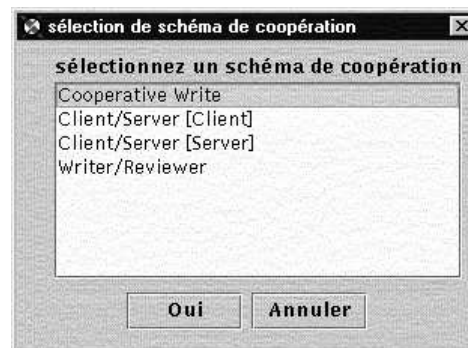 sélection de schéma de coopération
sélectionnez un schéma de coopération
Cooperative Write
Client/Server [Client]
Client/Server [Server]
Writer/Reviewer
Oui Annuler